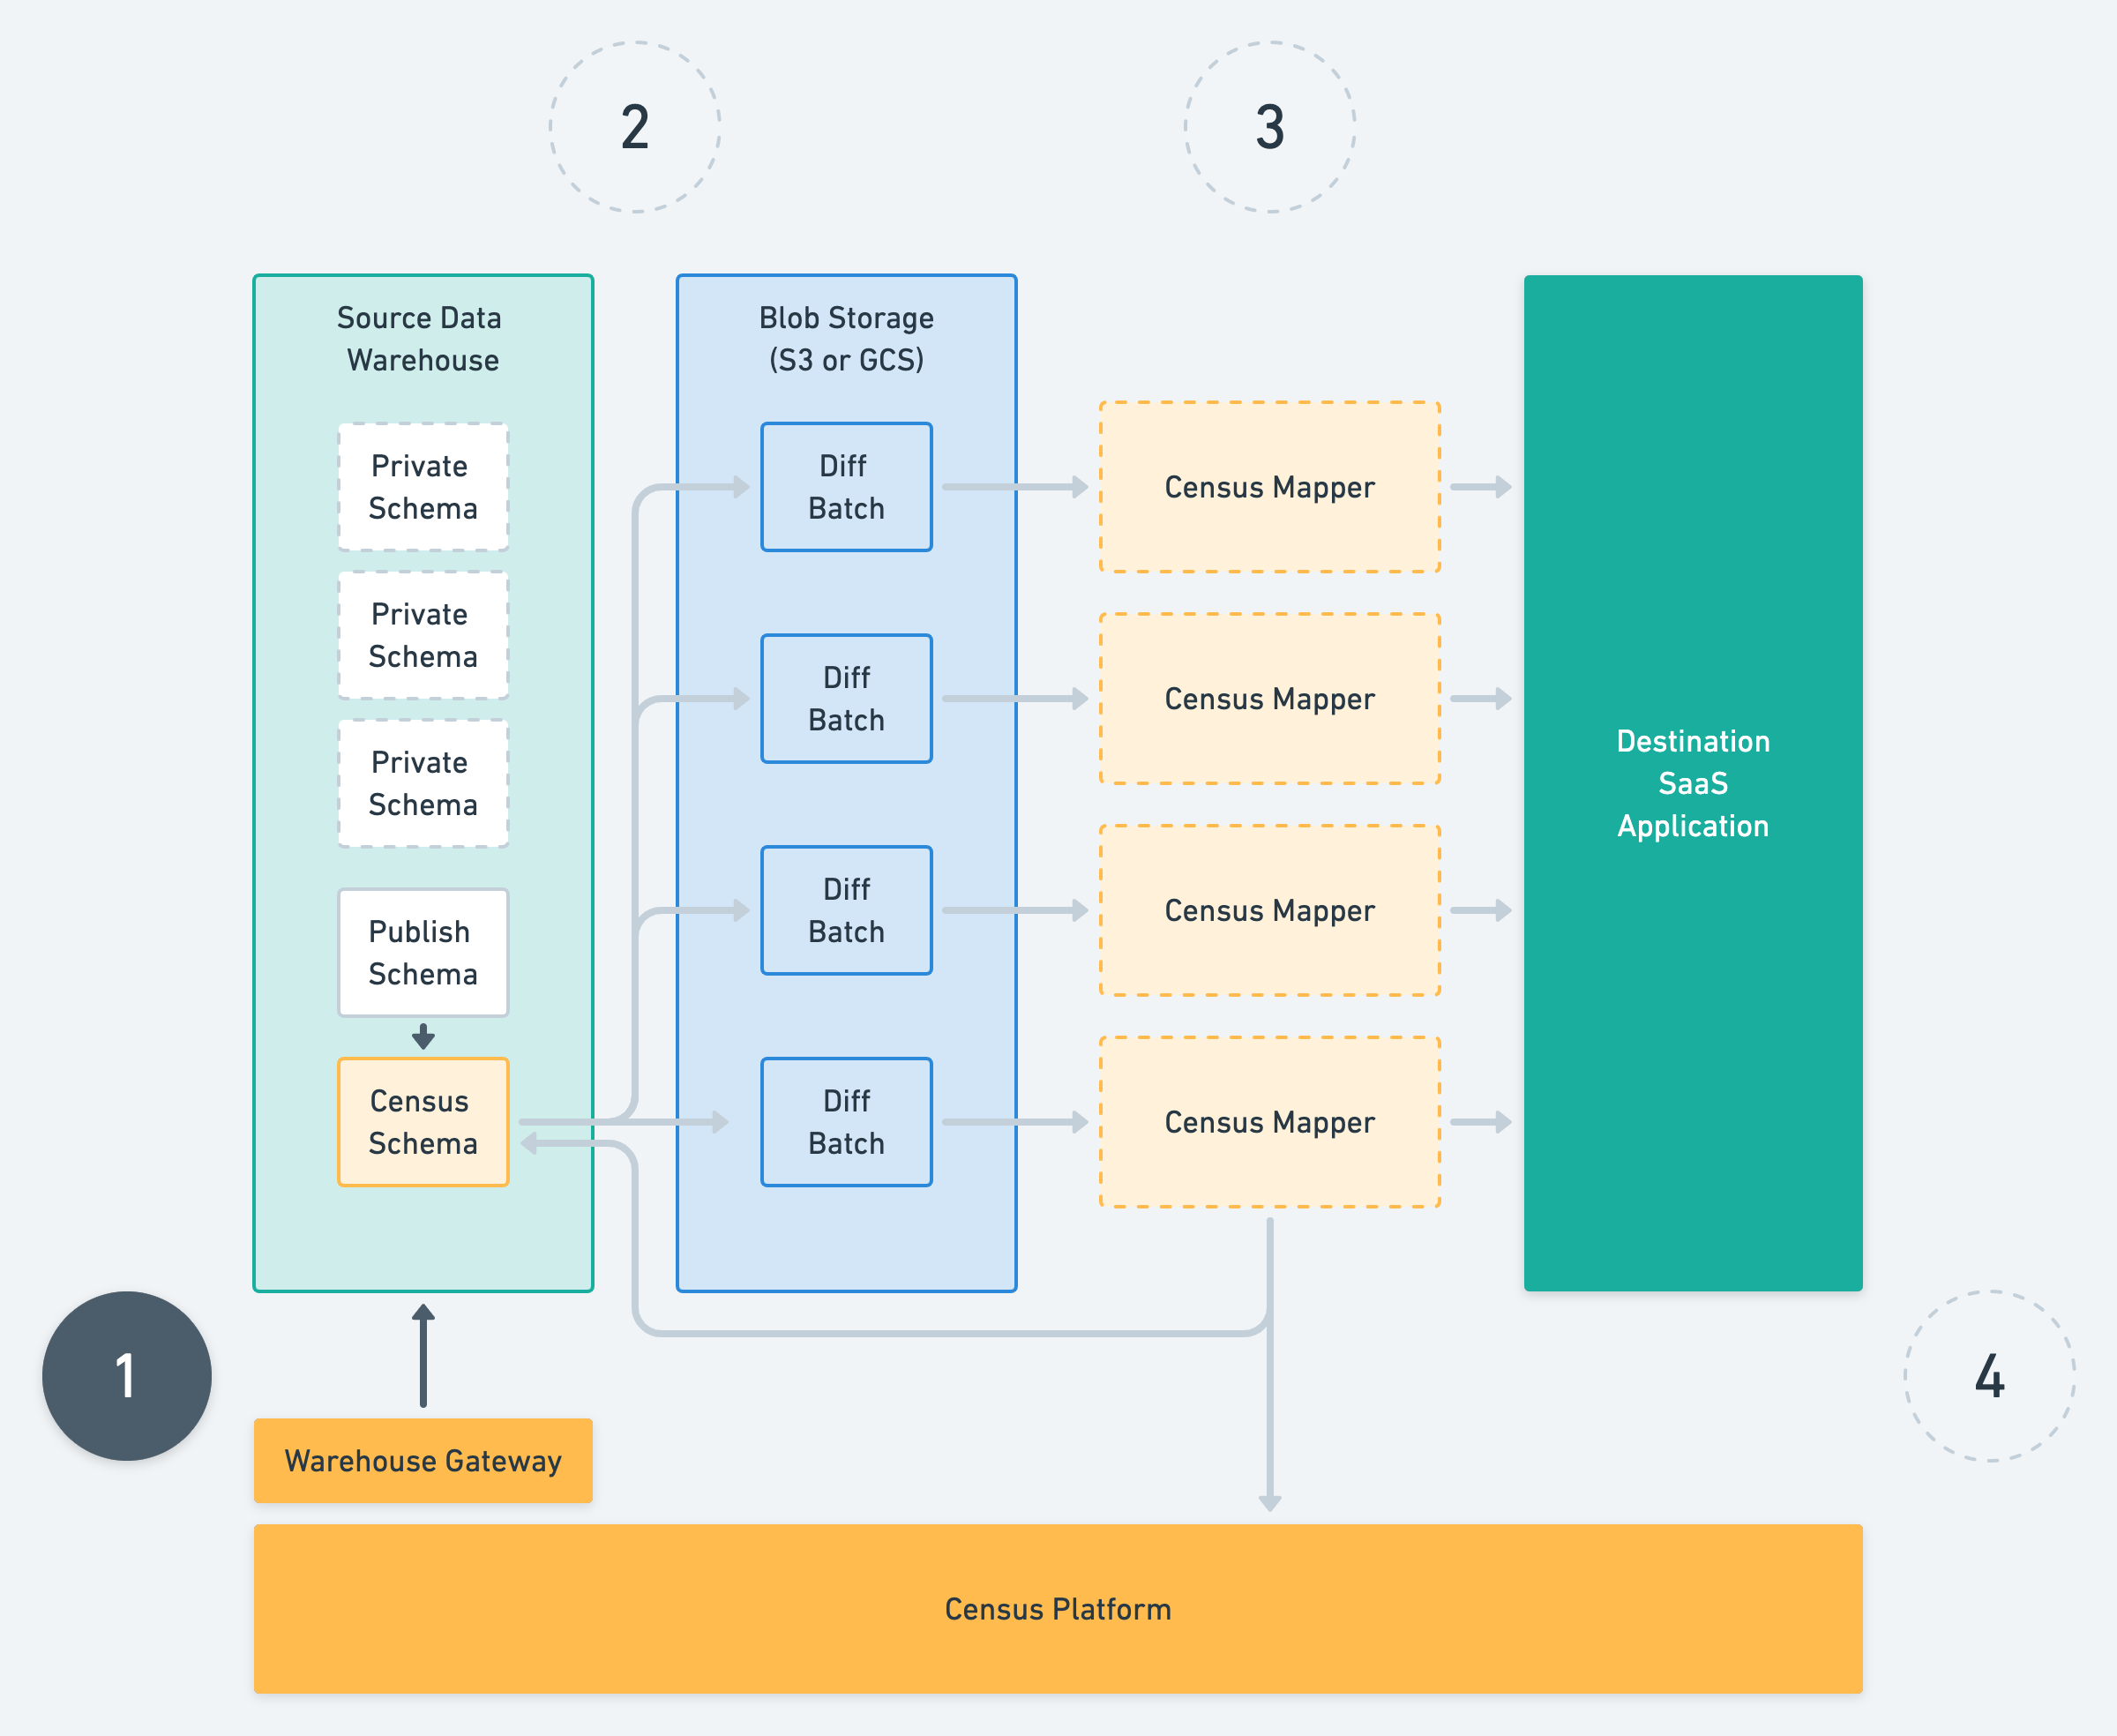 2
3
Source Data
Warehouse
Private
Schema
Private
Schema
Private
Schema
Publish
Schema
Census
Schema
Blob Storage
(S3 or GCS)
Diff
Batch
Diff
Batch
Diff
Batch
Diff
Batch
Census Mapper
Census Mapper
Census Mapper
Census Mapper
Destination
SaaS
Application
1
4
Warehouse Gateway
Census Platform